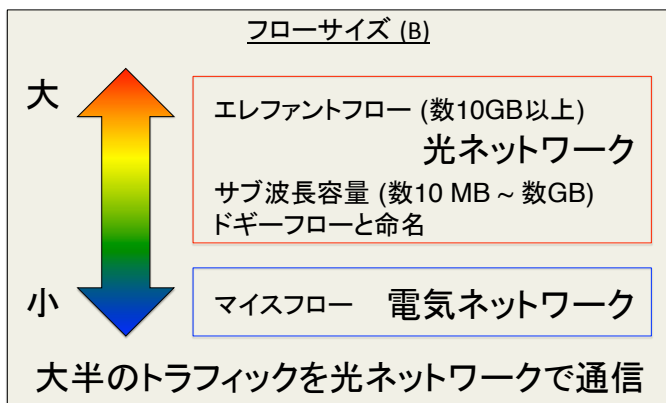 フローサイズ (B)
大
エレファントフロー (数10GB以上)
光ネットワーク
サブ波長容量 (数10 MB ~ 数GB)
ドギーフローと命名
小
マイスフロー 電気ネットワーク
大半のトラフィックを光ネットワークで通信